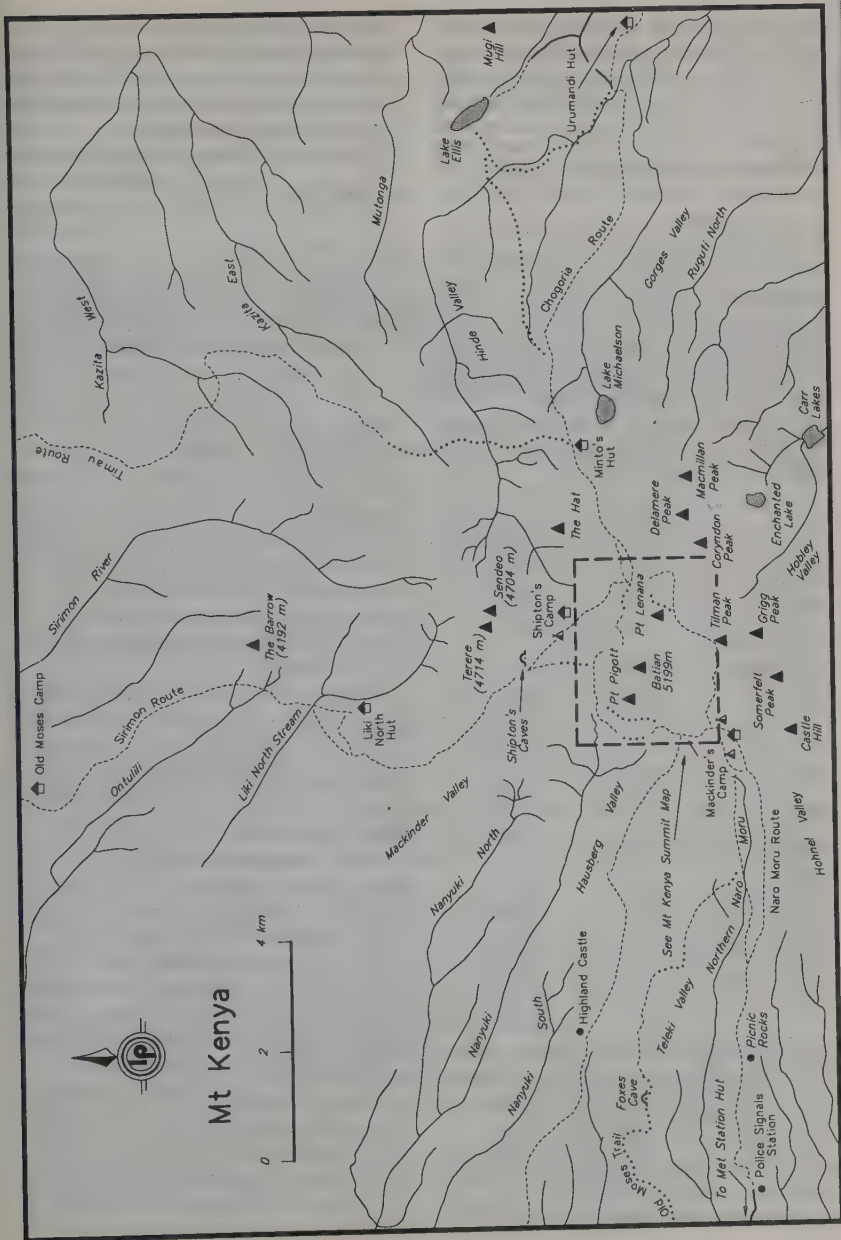 Mt Kenya
lp
0
2
4 km
Old Moses Camp
Sirimon Route
Ontulili
Sirimon
River
The Barrow
(4192 m)
Liki North Stream
Liki
North
Hut
Timau
Route
Kazita
West
Kazita
East
Mutonga
Mugi
Hill
Lake
Ellis
Urumandi Hut
Mackinder
Valley
Nanyuki
North
Nanyuki
Nanyuki
South
Terere
(4714 m)
Sendeo
(4704 m)
Shipton's
Caves
Shipton's
Camp
The Hat
Hinde
Valley
Minto's
Hut
Chogoria
Route
Lake
Michaelson
Gorges
Valley
Ruguti North
Hausberg
Valley
Highland Castle
See Mt Kenya Summit Map
Pt Pigott
Batian
5199m
Pt Lenana
Delamere
Peak
Macmillan
Peak
Coryndon
Peak
Tilman
Peak
Enchanted
Lake
Carr
Lakes
Hobley
Valley
Grigg
Peak
Somerfelt
Peak
Castle
Hill
Mackinder's
Camp
Foxes
Cave
Old
Moses
Trail
Teleki
Valley
Northern
Naro
Moru
Naro Moru Route
Hohnel
Valley
To Met Station Hut
Picnic
Rocks
Police Signals
Station